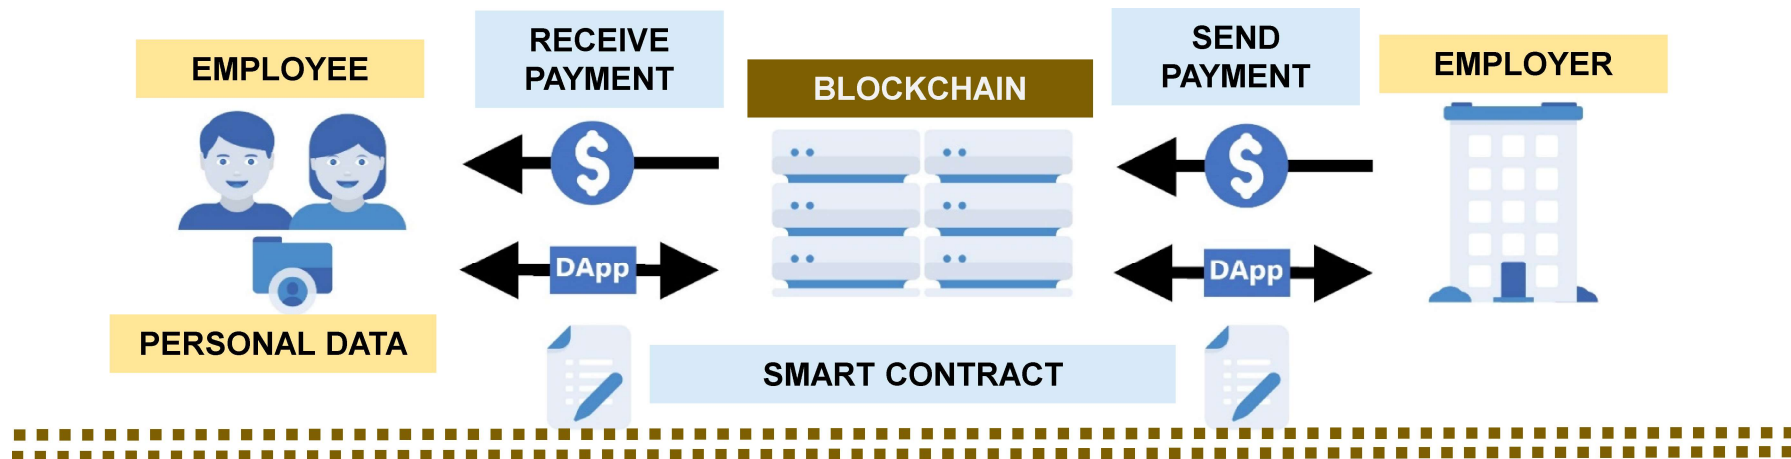 EMPLOYEE
RECEIVE
PAYMENT
BLOCKCHAIN
SEND
PAYMENT
EMPLOYER
$
$
DApp
DApp
PERSONAL DATA
SMART CONTRACT